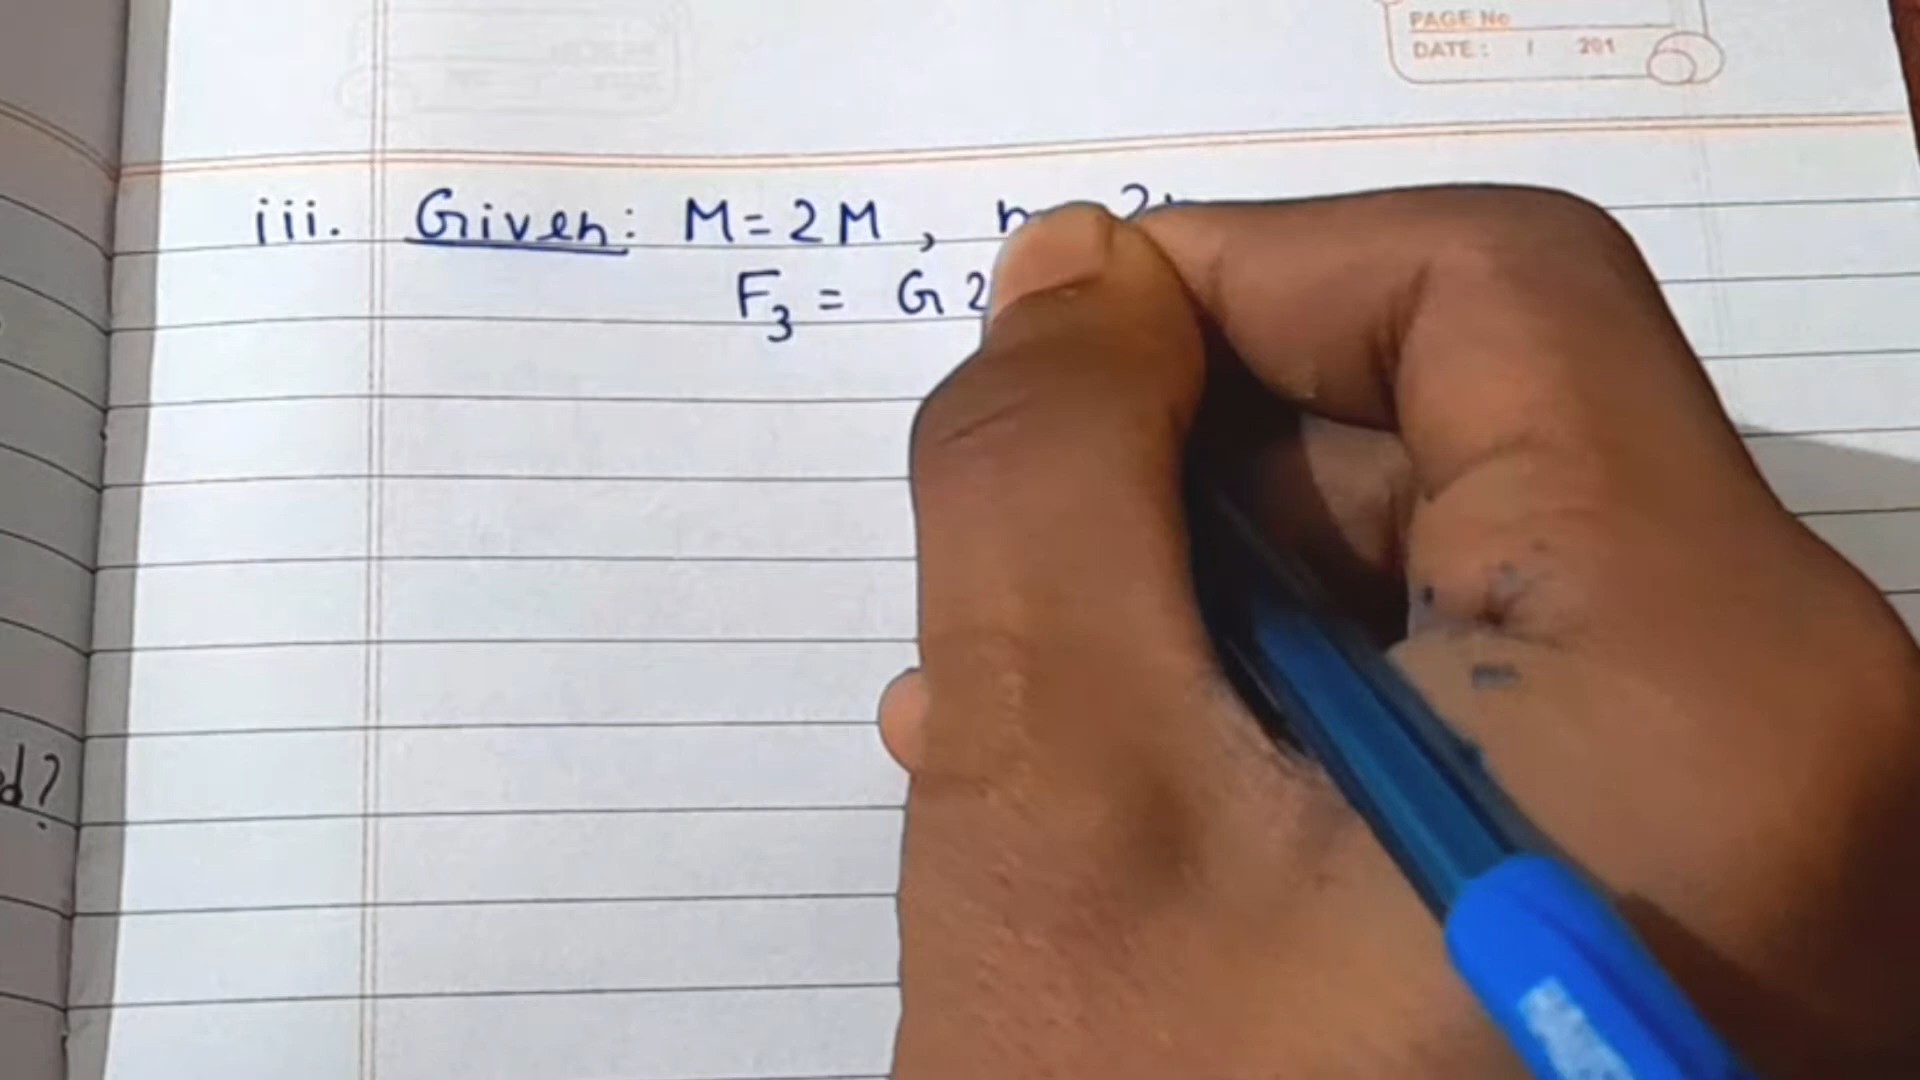 PAGE No
DATE : / 201
iii. Given: M = 2M ,
F3 = G 2
d?